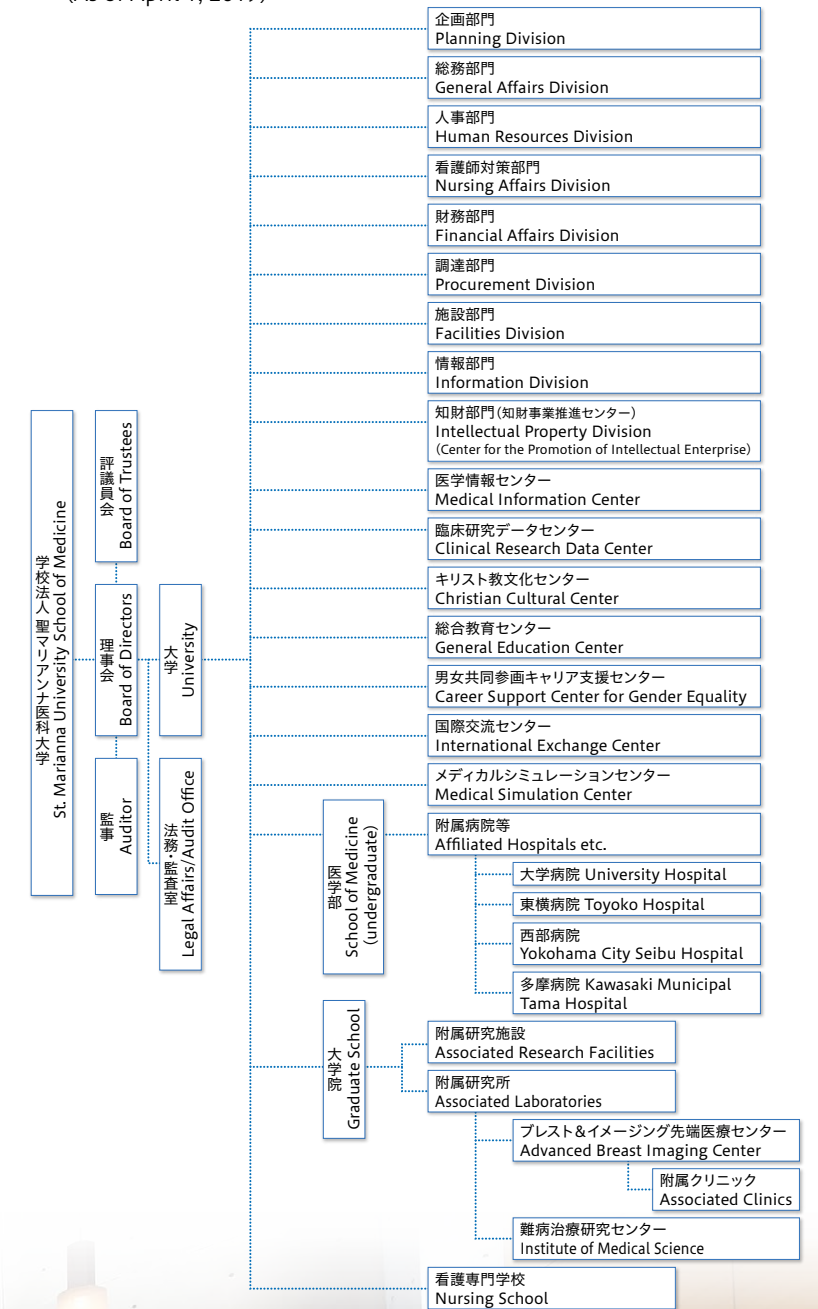 (As of April 1, 2019)
企画部門
Planning Division
総務部門
General Affairs Division
人事部門
Human Resources Division
看護師対策部門
Nursing Affairs Division
財務部門
Financial Affairs Division
調達部門
Procurement Division
施設部門
Facilities Division
情報部門
Information Division
知財部門(知財事業推進センター)
Intellectual Property Division
(Center for the Promotion of Intellectual Enterprise)
医学情報センター
Medical Information Center
臨床研究データセンター
Clinical Research Data Center
キリスト教文化センター
Christian Cultural Center
総合教育センター
General Education Center
男女共同参画キャリア支援センター
Career Support Center for Gender Equality
国際交流センター
International Exchange Center
メディカルシミュレーションセンター
Medical Simulation Center
学校法人 聖マリアンナ医科大学
St. Marianna University School of Medicine
評議員会
Board of Trustees
理事会
Board of Directors
監事
Auditor
大学
University
法務・監査室
Legal Affairs/Audit Office
医学部
School of Medicine
(undergraduate)
附属病院等
Affiliated Hospitals etc.
大学病院 University Hospital
東横病院 Toyoko Hospital
西部病院
Yokohama City Seibu Hospital
多摩病院 Kawasaki Municipal
Tama Hospital
大学院
Graduate School
附属研究施設
Associated Research Facilities
附属研究所
Associated Laboratories
ブレスト&イメージング先端医療センター
Advanced Breast Imaging Center
附属クリニック
Associated Clinics
難病治療研究センター
Institute of Medical Science
看護専門学校
Nursing School